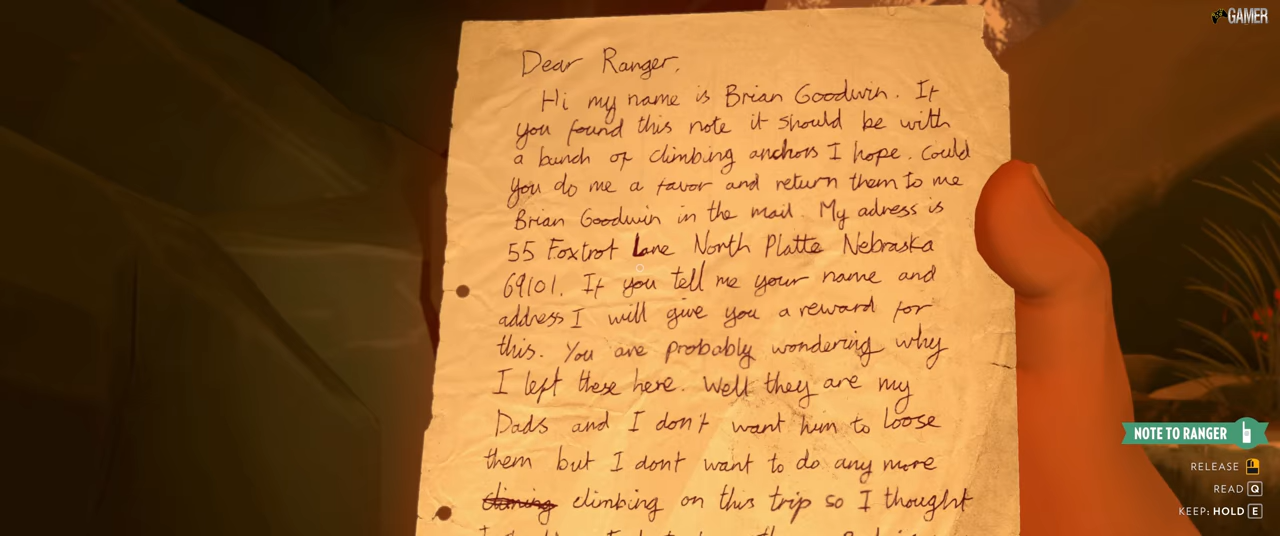 Dear Ranger,
Hi my name is Brian Goodwin. If
you found this note it should be with
a bunch of climbing anchors I hope. Could
you do me a favor and return them to me
Brian Goodwin in the mail. My adress is
55 Foxtrot Lane North Platte Nebraska
69101. If you tell me your name and
address I will give you a reward for
this. You are probably wondering why
I left these here. Well they are my
Dads and I don't want him to loose
them but I dont want to do any more
climbing on this trip so I thought
GAMER
NOTE TO RANGER
RELEASE
READ Q
KEEP: HOLD E